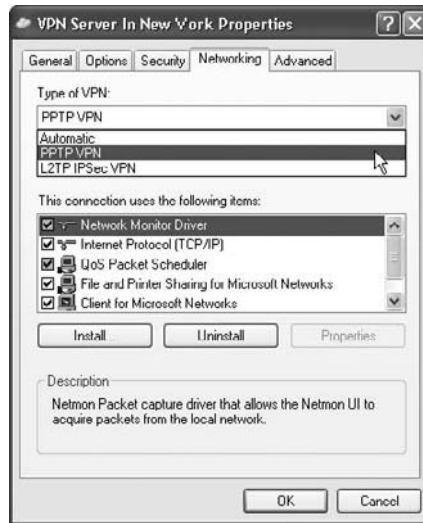 VPN Server In New York Properties
General Options Security Networking Advanced
Type of VPN:
PPTP VPN
Automatic
PPTP VPN
L2TP IPSec VPN
This connection uses the following items:
Network Monitor Driver
Internet Protocol (TCP/IP)
QoS Packet Scheduler
File and Printer Sharing for Microsoft Networks
Client for Microsoft Networks
Install... Uninstall Properties
Description
Netmon Packet capture driver that allows the Netmon UI to
acquire packets from the local network.
OK Cancel